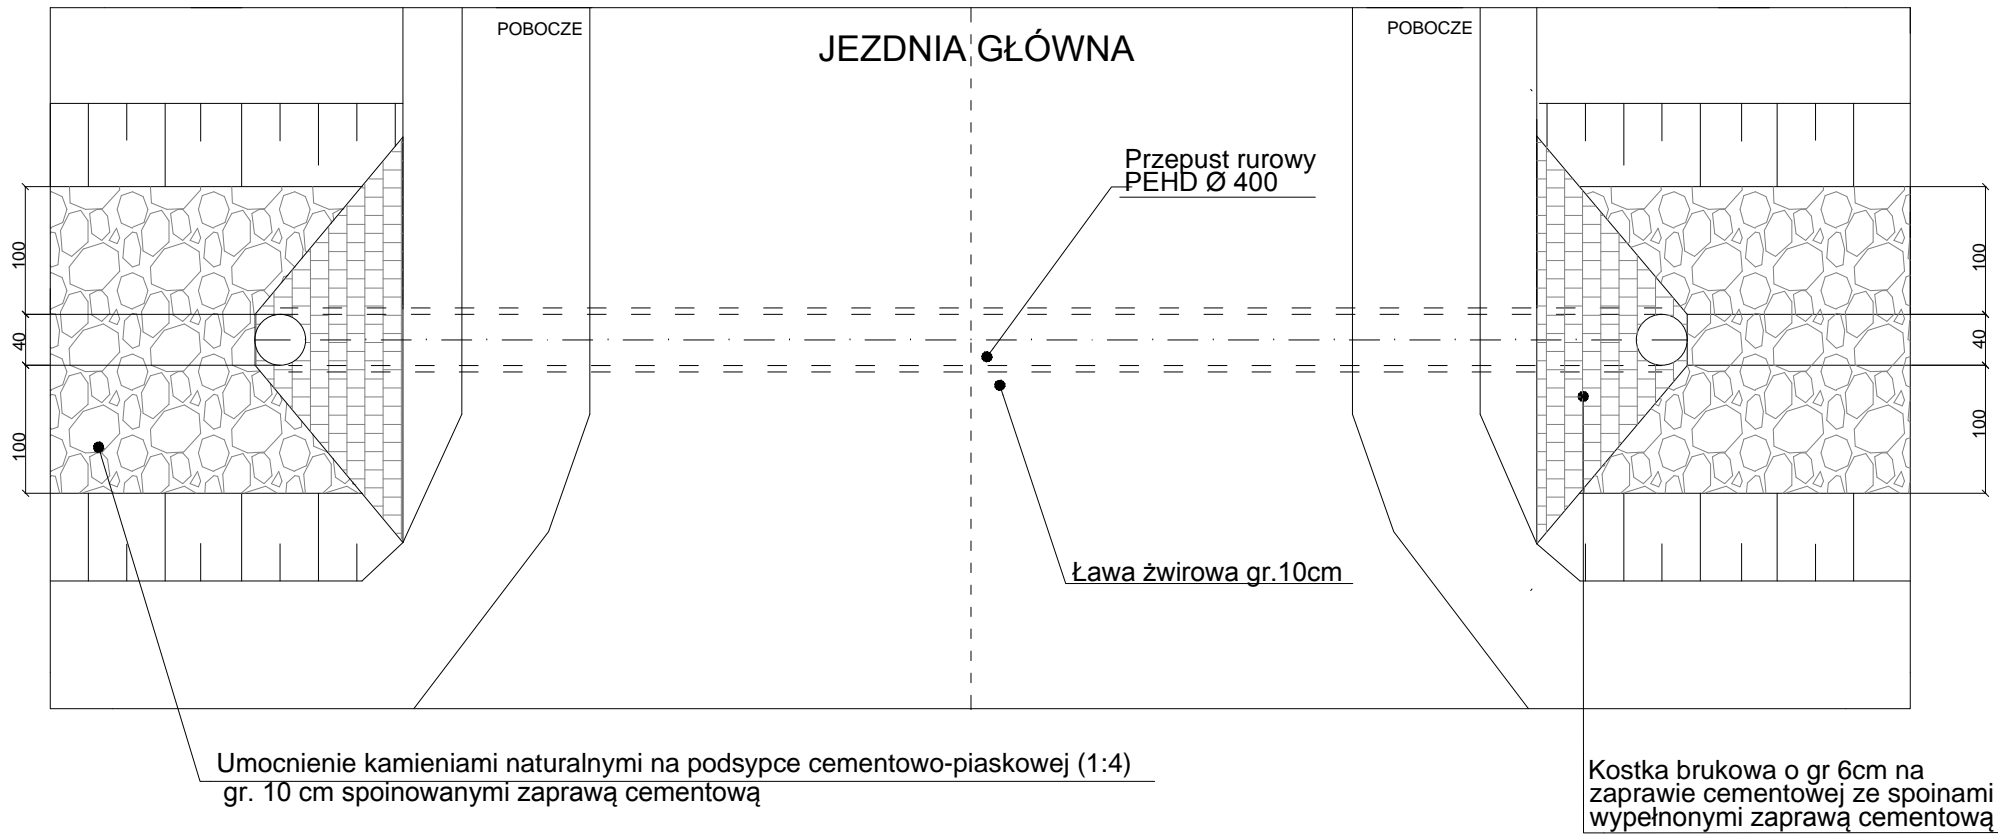 POBOCZE
POBOCZE
JEZDNIA GŁÓWNA
Przepust rurowy
PEHD Ø 400
100
40
100
100
40
100
Ława żwirowa gr.10cm
Umocnienie kamieniami naturalnymi na podsypce cementowo-piaskowej (1:4)
gr. 10 cm spoinowanymi zaprawą cementową
Kostka brukowa o gr 6cm na
zaprawie cementowej ze spoinami
wypełnonymi zaprawą cementową